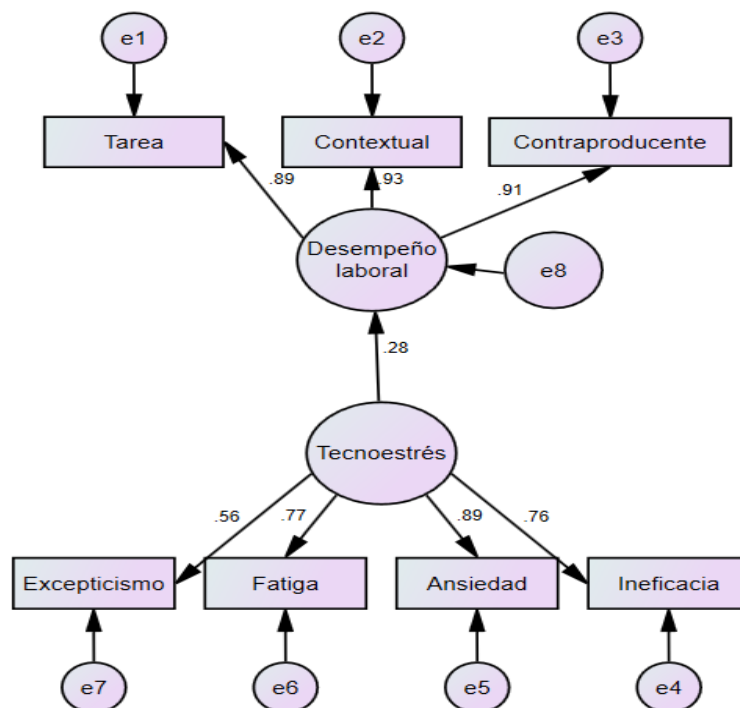 e1
e2
e3
Tarea
Contextual
Contraproducente
.89
.93
.91
Desempeño
laboral
e8
.28
Tecnoestrés
.56
.77
.89
.76
Excepticismo
Fatiga
Ansiedad
Ineficacia
e7
e6
e5
e4